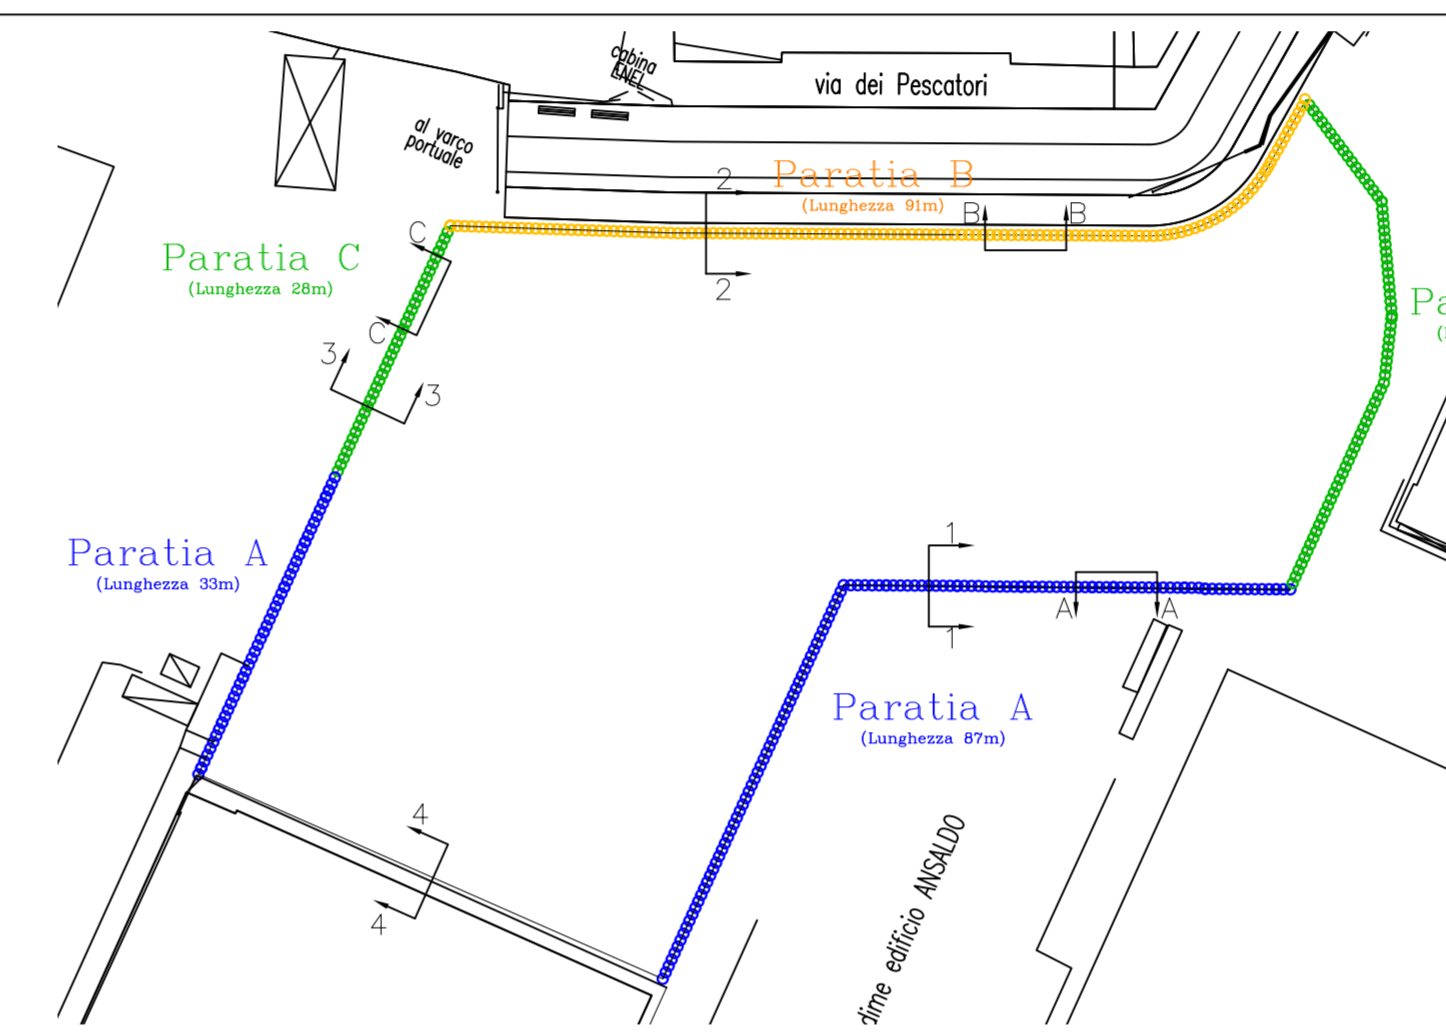 cabina
ENEL
via dei Pescatori
al varco
portuale
2
Paratia B
(Lunghezza 91m)
B B
C
Paratia C
(Lunghezza 28m)
2
C
3
3
1
Paratia A
(Lunghezza 33m)
A A
1
Paratia A
(Lunghezza 87m)
4
edificio ANSALDO
4